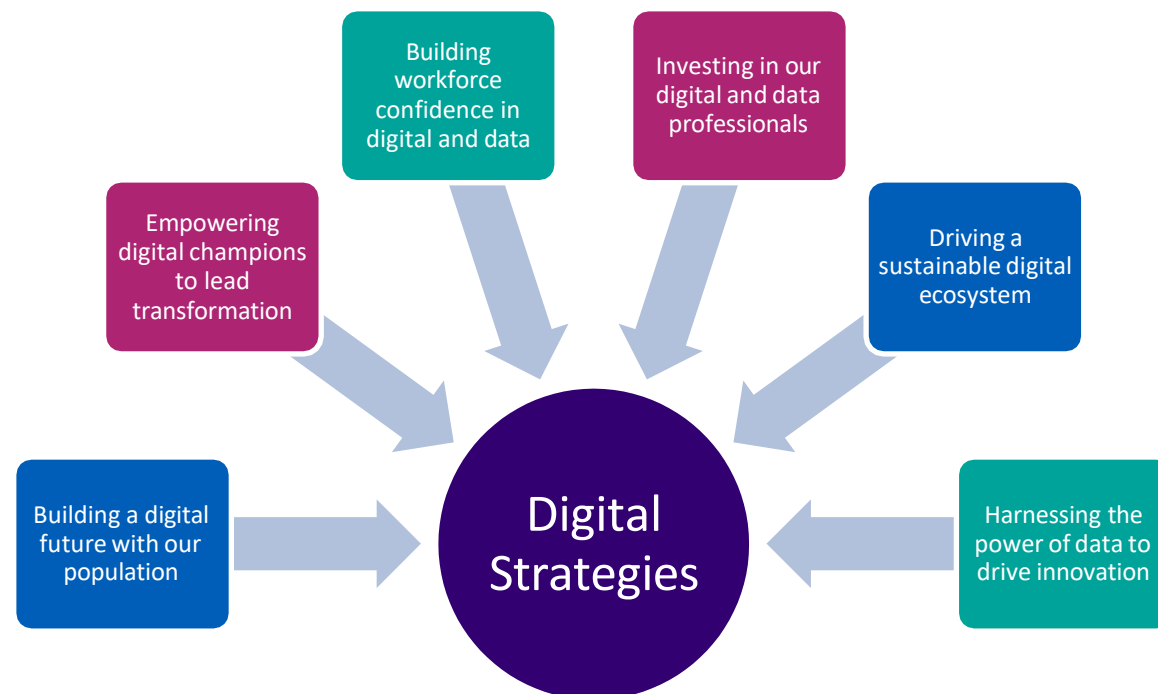 Building
workforce
confidence in
digital and data
Investing in our
digital and data
professionals
Empowering
digital champions
to lead
transformation
Driving a
sustainable digital
ecosystem
Building a digital
future with our
population
Digital
Strategies
Harnessing the
power of data to
drive innovation